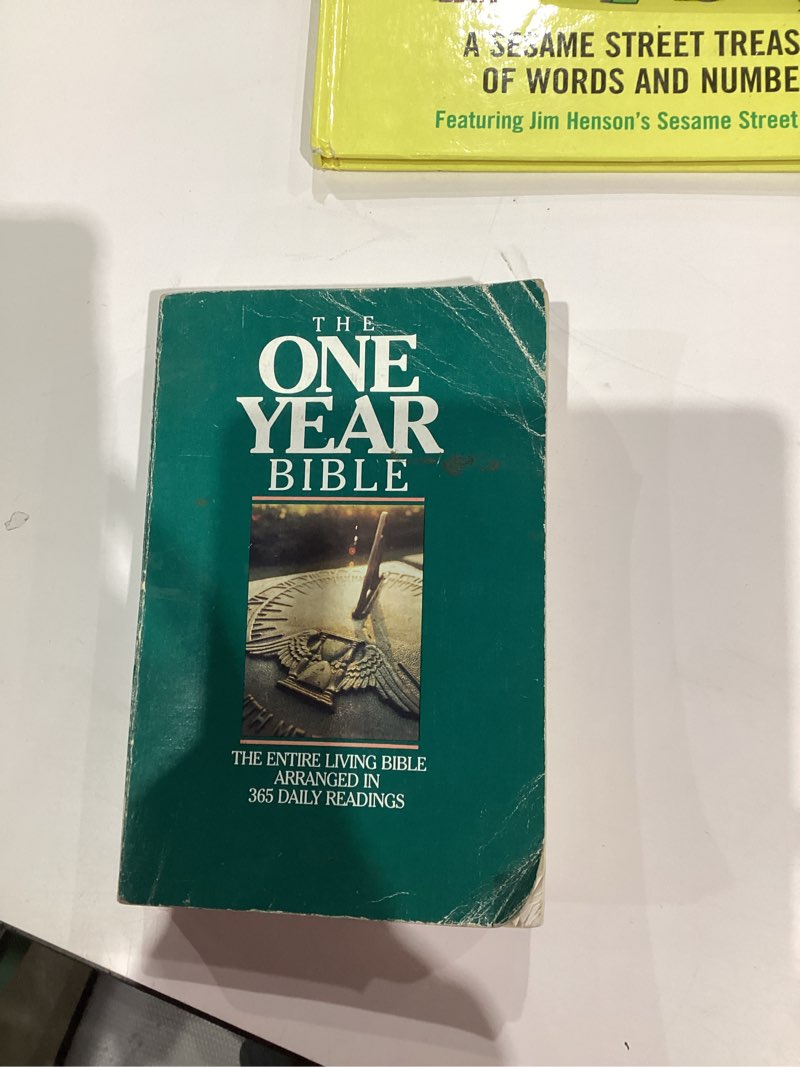 A SESAME STREET TREAS
OF WORDS AND NUMBE
Featuring Jim Henson's Sesame Street
THE
ONE
YEAR
BIBLE
THE ENTIRE LIVING BIBLE
ARRANGED IN
365 DAILY READINGS